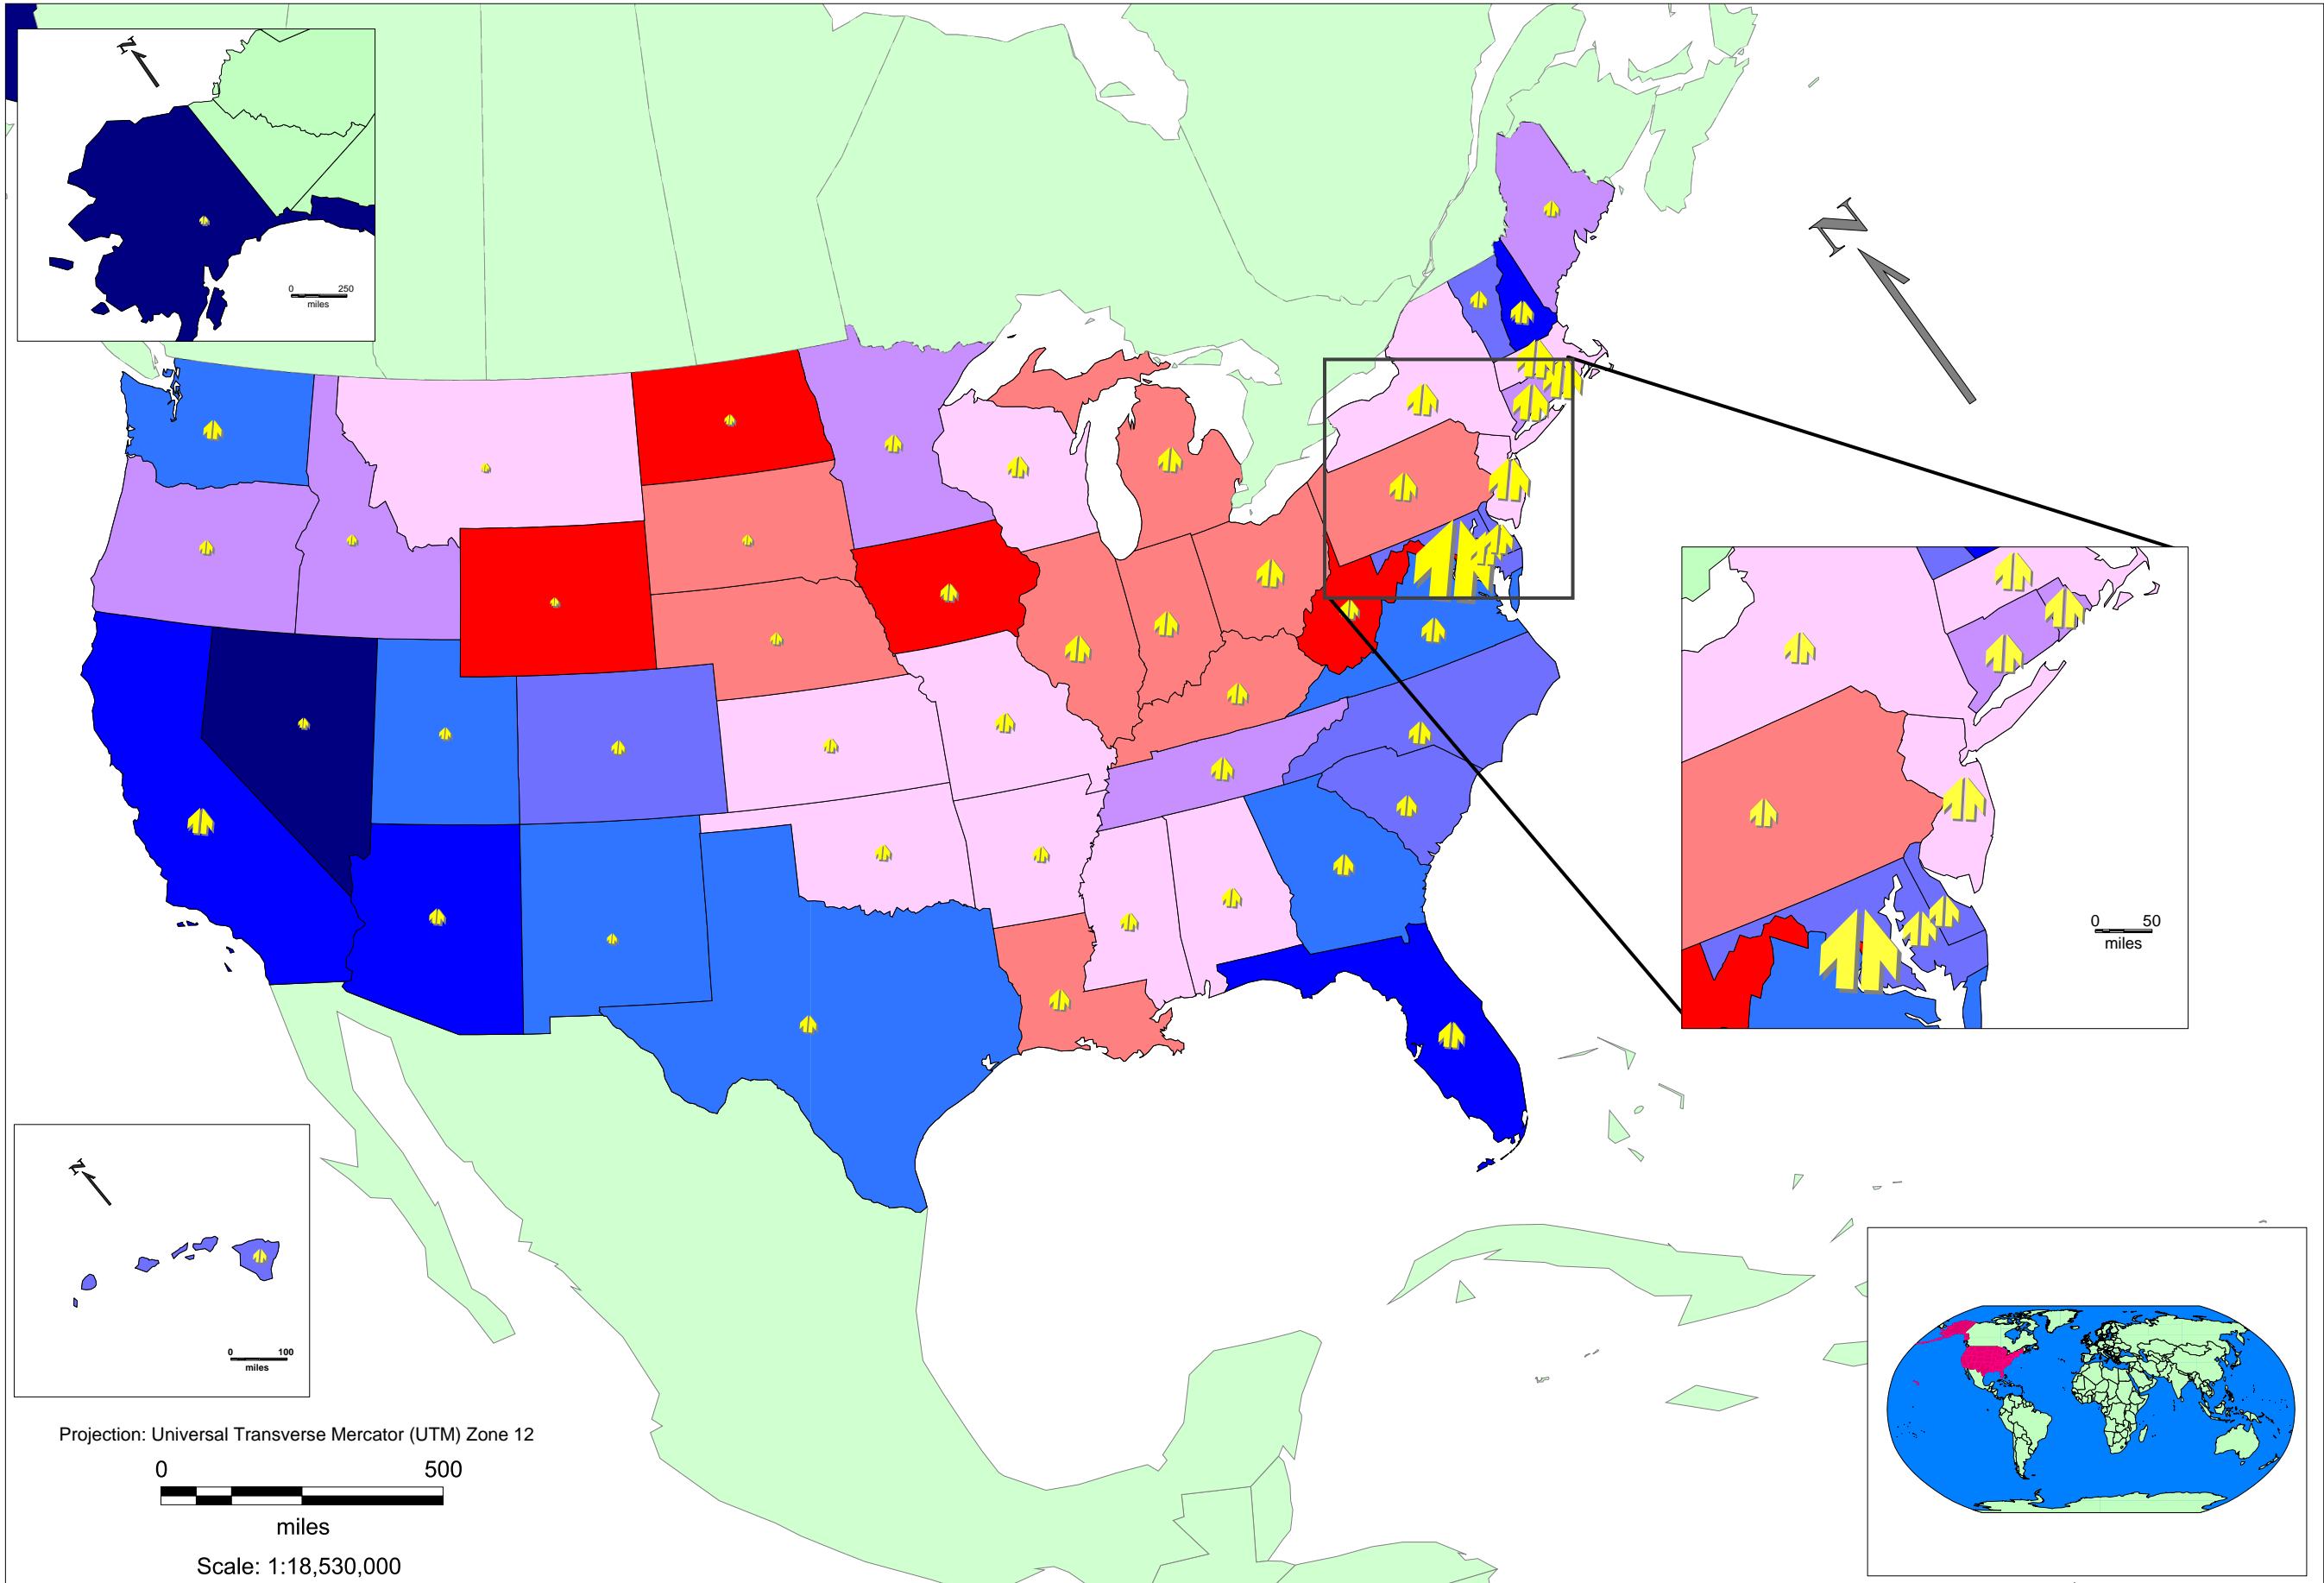 N
0 250
miles
N
N
0 50
miles
0 100
miles
Projection: Universal Transverse Mercator (UTM) Zone 12
0 500
miles
Scale: 1:18,530,000